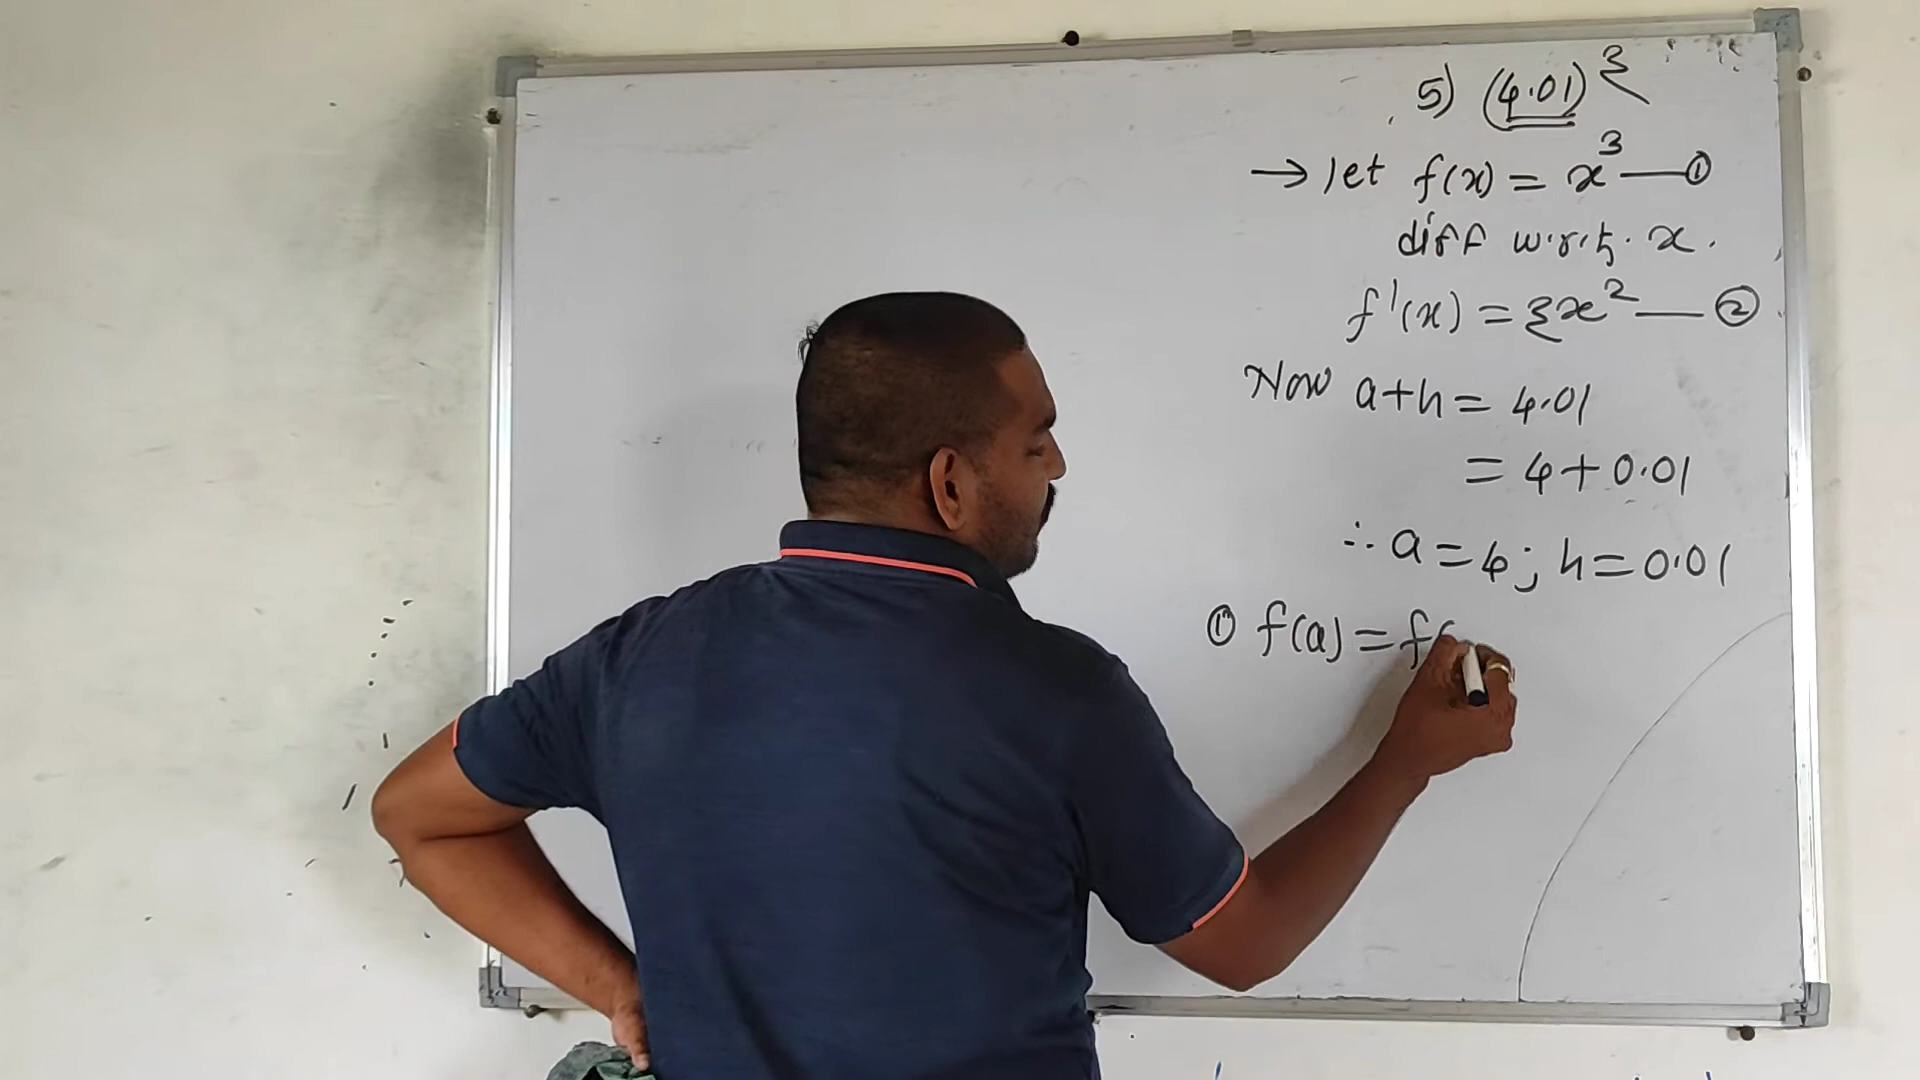 5) (4.01)³
→ let f(x) = x³ — ①
diff w.r.t. x.
f'(x) = 3x² — ②
Now a+h = 4.01
= 4 + 0.01
∴ a = 4 ; h = 0.01
① f(a) = f(